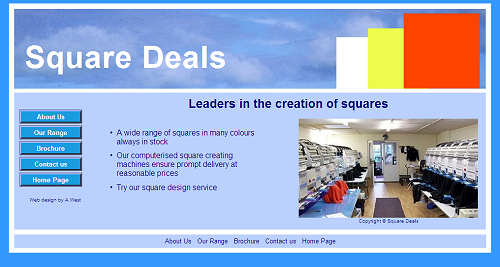 Square Deals
Leaders in the creation of squares
About Us
Our Range
Brochure
Contact us
Home Page
Web design by A West
• A wide range of squares in many colours
always in stock
• Our computerised square creating
machines ensure prompt delivery at
reasonable prices
• Try our square design service
Copyright © Square Deals
About Us Our Range Brochure Contact us Home Page